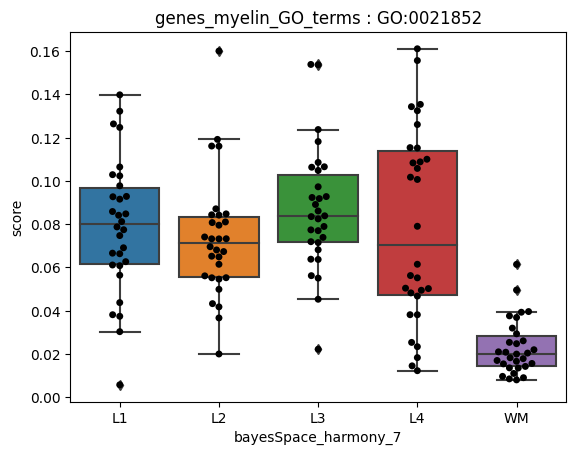 genes_myelin_GO_terms : GO:0021852
0.16
0.14
0.12
0.10
0.08
0.06
0.04
0.02
0.00
score
L1 L2 L3 L4 WM
bayesSpace_harmony_7